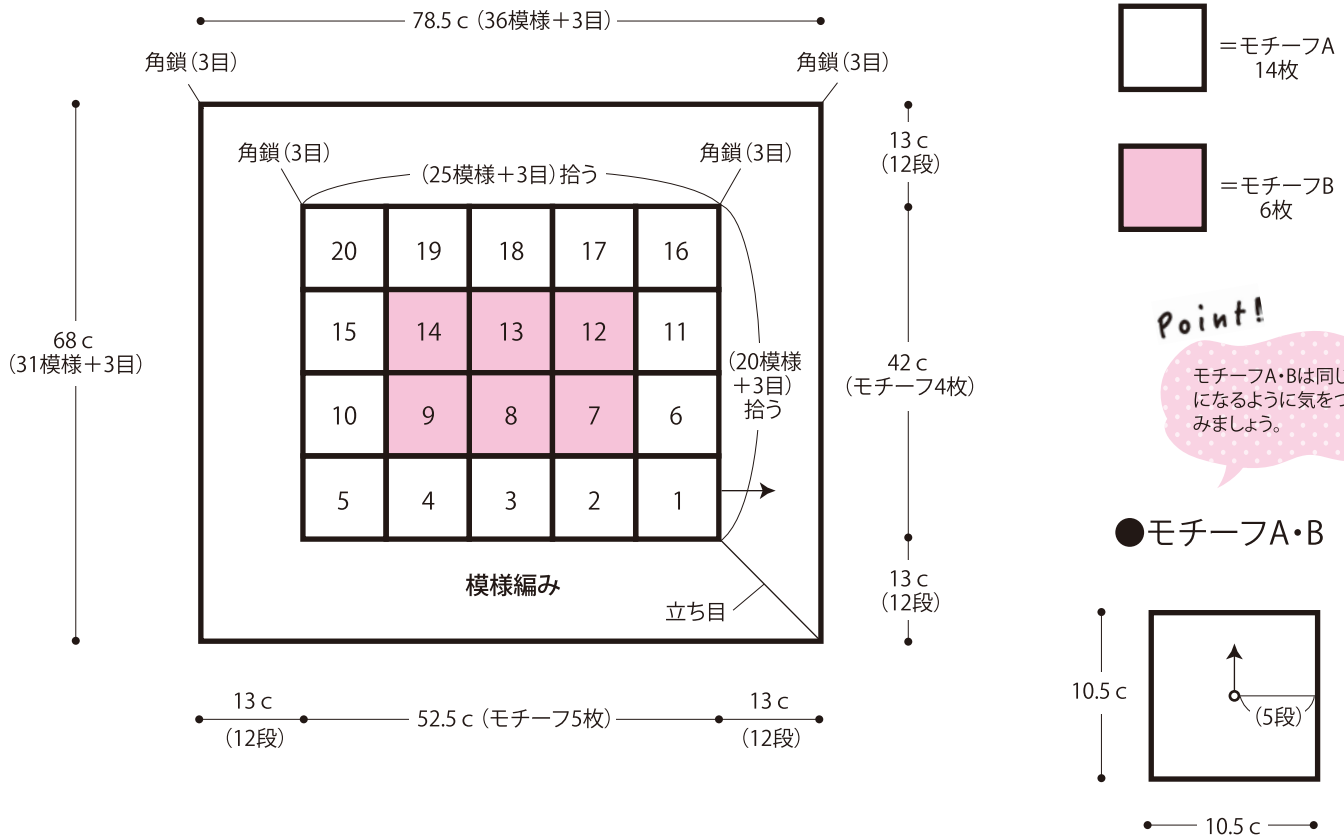 78.5 c (36模様+3目)
角鎖(3目)
角鎖(3目)
角鎖(3目)
角鎖(3目)
(25模様+3目)拾う
68 c
(31模様+3目)
20 19 18 17 16
15 14 13 12 11
10 9 8 7 6
5 4 3 2 1
(20模様
+3目)
拾う
模様編み
立ち目
13 c
(12段)
42 c
(モチーフ4枚)
13 c
(12段)
13 c
(12段)
52.5 c (モチーフ5枚)
13 c
(12段)
=モチーフA
14枚
=モチーフB
6枚
Point!
モチーフA・Bは同じ
になるように気をつ
みましょう。
●モチーフA・B
10.5 c
(5段)
10.5 c